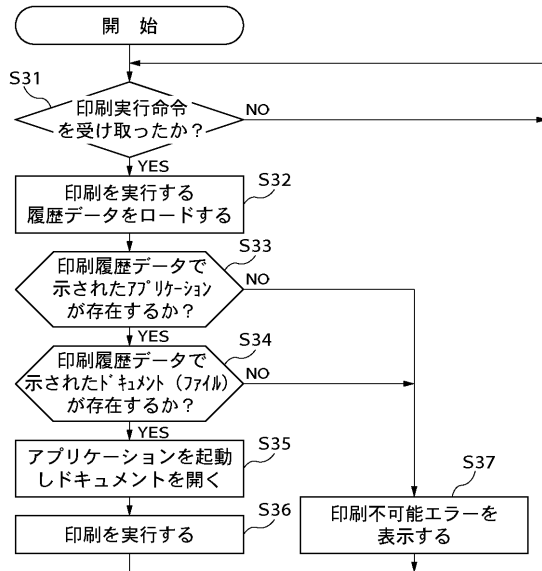 開　始
S31
印刷実行命令
を受け取ったか？
NO
YES
S32
印刷を実行する
履歴データをロードする
S33
印刷履歴データで
示されたｱﾌﾟﾘｹｰｼｮﾝ
が存在するか？
NO
YES
S34
印刷履歴データで
示されたﾄﾞｷｭﾒﾝﾄ（ファイル）
が存在するか？
NO
YES
S35
アプリケーションを起動
しドキュメントを開く
S36
印刷を実行する
S37
印刷不可能エラーを
表示する